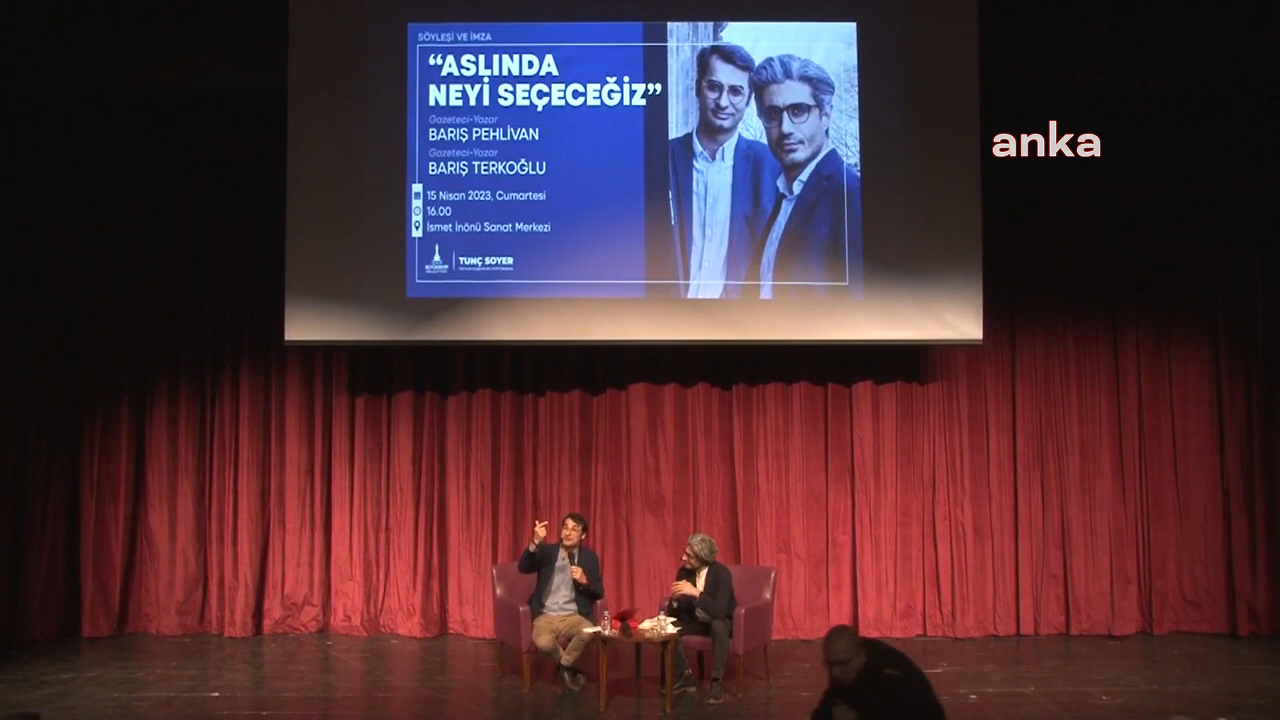 SÖYLEŞİ VE İMZA
“ASLINDA
NEYİ SEÇECEĞİZ”
Gazeteci-Yazar
BARIŞ PEHLİVAN
Gazeteci-Yazar
BARIŞ TERKOĞLU
15 Nisan 2023, Cumartesi
16.00
İsmet İnönü Sanat Merkezi
TUNÇ SOYER
anka